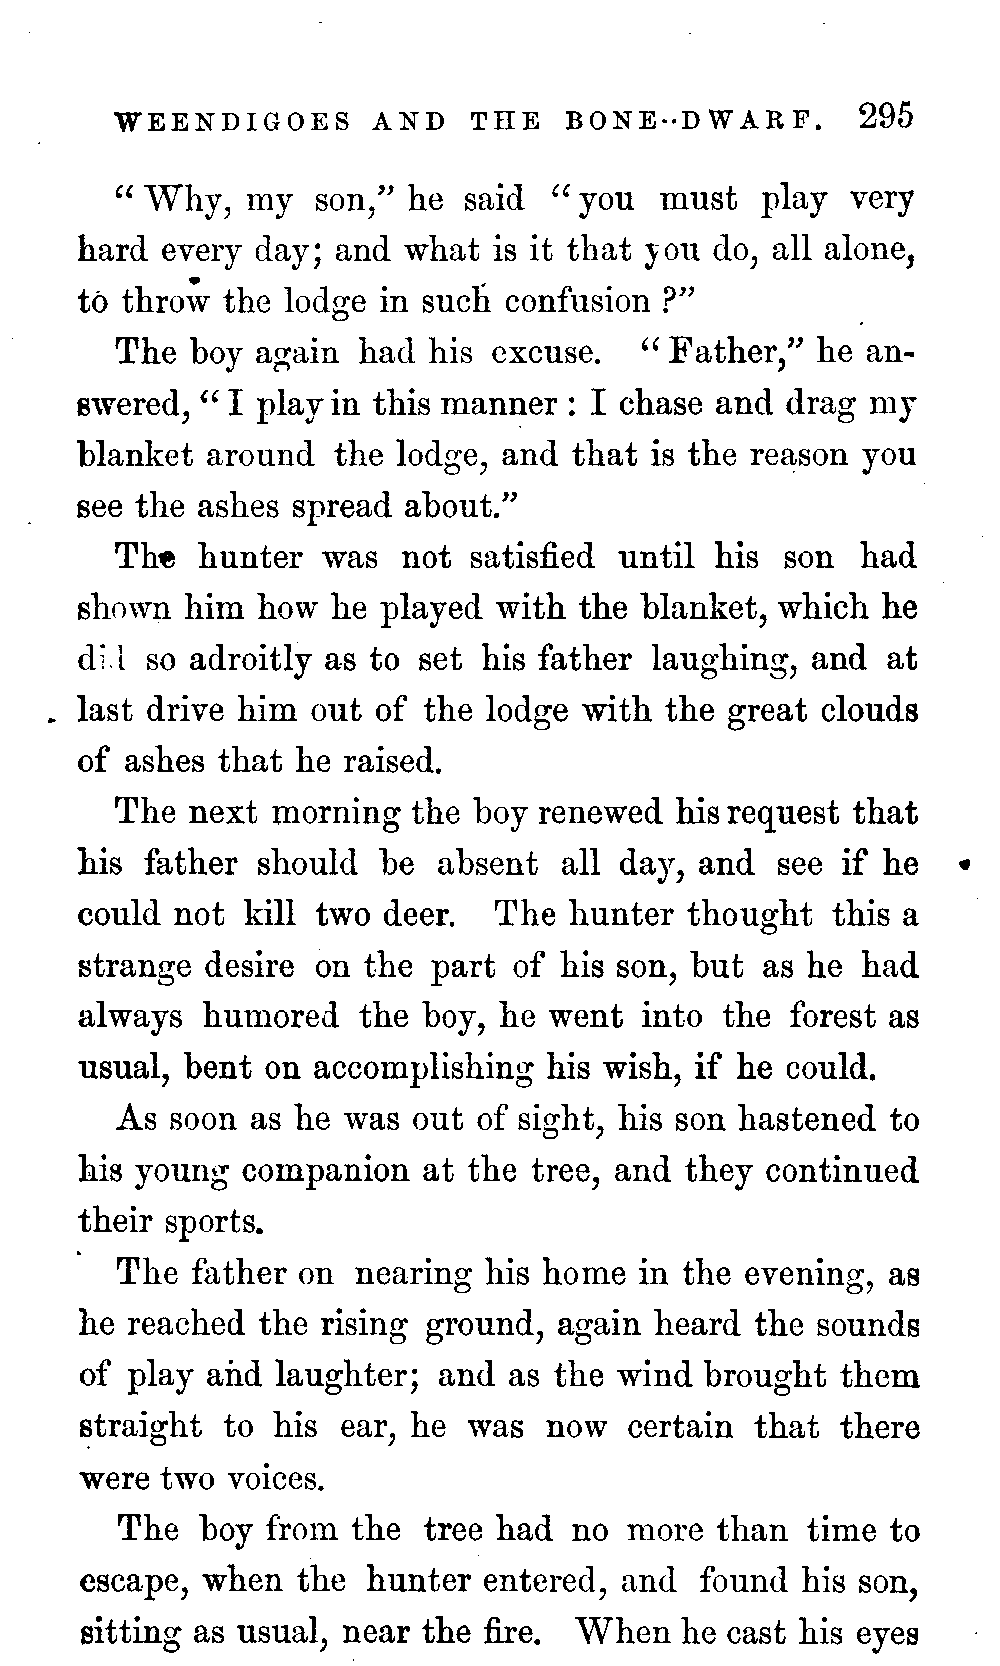 WEENDIGOES AND THE BONE-DWARF. 295
" Why, my son," he said " you must play very
hard every day; and what is it that you do, all alone,
to throw the lodge in such confusion ?"
The boy again had his excuse. " Father," he an-
swered, " I play in this manner : I chase and drag my
blanket around the lodge, and that is the reason you
see the ashes spread about."
The hunter was not satisfied until his son had
shown him how he played with the blanket, which he
did so adroitly as to set his father laughing, and at
last drive him out of the lodge with the great clouds
of ashes that he raised.
The next morning the boy renewed his request that
his father should be absent all day, and see if he
could not kill two deer. The hunter thought this a
strange desire on the part of his son, but as he had
always humored the boy, he went into the forest as
usual, bent on accomplishing his wish, if he could.
As soon as he was out of sight, his son hastened to
his young companion at the tree, and they continued
their sports.
The father on nearing his home in the evening, as
he reached the rising ground, again heard the sounds
of play and laughter; and as the wind brought them
straight to his ear, he was now certain that there
were two voices.
The boy from the tree had no more than time to
escape, when the hunter entered, and found his son,
sitting as usual, near the fire. When he cast his eyes